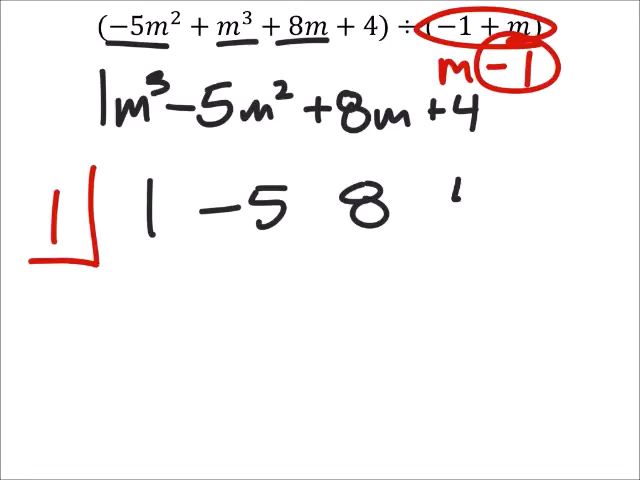 (−5m² + m³ + 8m + 4) ÷ (−1 + m)
m −1
1m³ −5m² +8m +4
1 1 −5 8